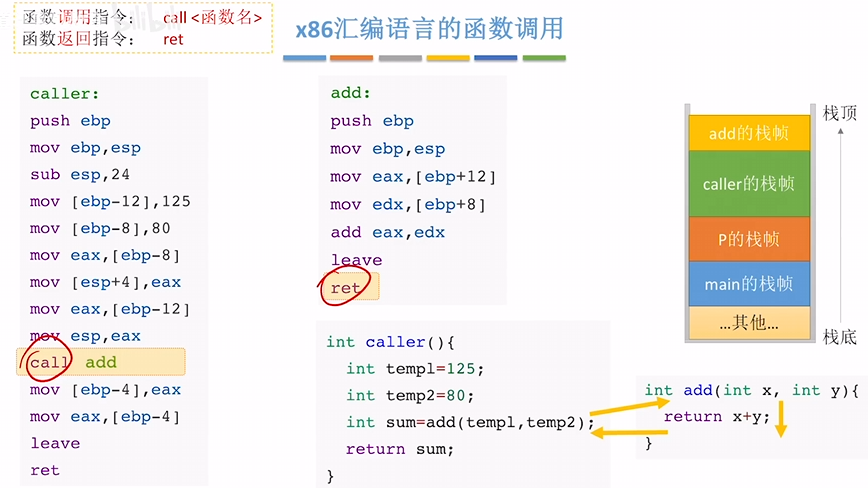 函数调用指令： call <函数名>
函数返回指令： ret
x86汇编语言的函数调用
caller:
push ebp
mov ebp,esp
sub esp,24
mov [ebp-12],125
mov [ebp-8],80
mov eax,[ebp-8]
mov [esp+4],eax
mov eax,[ebp-12]
mov esp,eax
call add
mov [ebp-4],eax
mov eax,[ebp-4]
leave
ret
add:
push ebp
mov ebp,esp
mov eax,[ebp+12]
mov edx,[ebp+8]
add eax,edx
leave
ret
int caller(){
int temp1=125;
int temp2=80;
int sum=add(temp1,temp2);
return sum;
}
栈顶
add的栈帧
caller的栈帧
P的栈帧
main的栈帧
...其他...
栈底
int add(int x, int y){
return x+y;
}